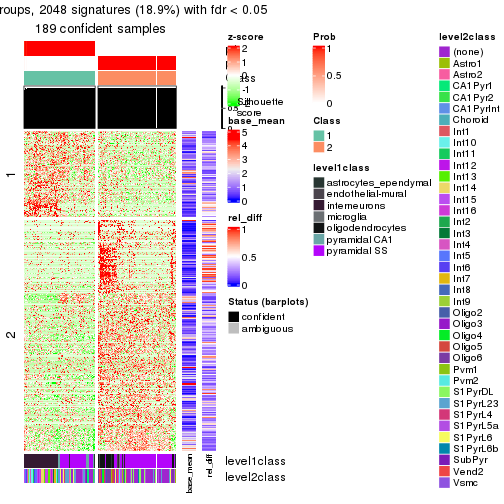 roups, 2048 signatures (18.9%) with fdr < 0.05
189 confident samples
1
2
base_mean
rel_diff
level1class
level2class
z-score
2
1
0
-1
-2
Silhouette
score
base_mean
5
4
3
2
1
0
rel_diff
1
0.5
0
Status (barplots)
confident
ambiguous
Prob
1
0.5
0
Class
1
2
level1class
astrocytes_ependymal
endothelial-mural
interneurons
microglia
oligodendrocytes
pyramidal CA1
pyramidal SS
level2class
(none)
Astro1
Astro2
CA1Pyr1
CA1Pyr2
CA1PyrInt
Choroid
Int1
Int10
Int11
Int12
Int13
Int14
Int15
Int16
Int2
Int3
Int4
Int5
Int6
Int7
Int8
Int9
Oligo2
Oligo3
Oligo4
Oligo5
Oligo6
Pvm1
Pvm2
S1PyrDL
S1PyrL23
S1PyrL4
S1PyrL5a
S1PyrL6
S1PyrL6b
SubPyr
Vend2
Vsmc